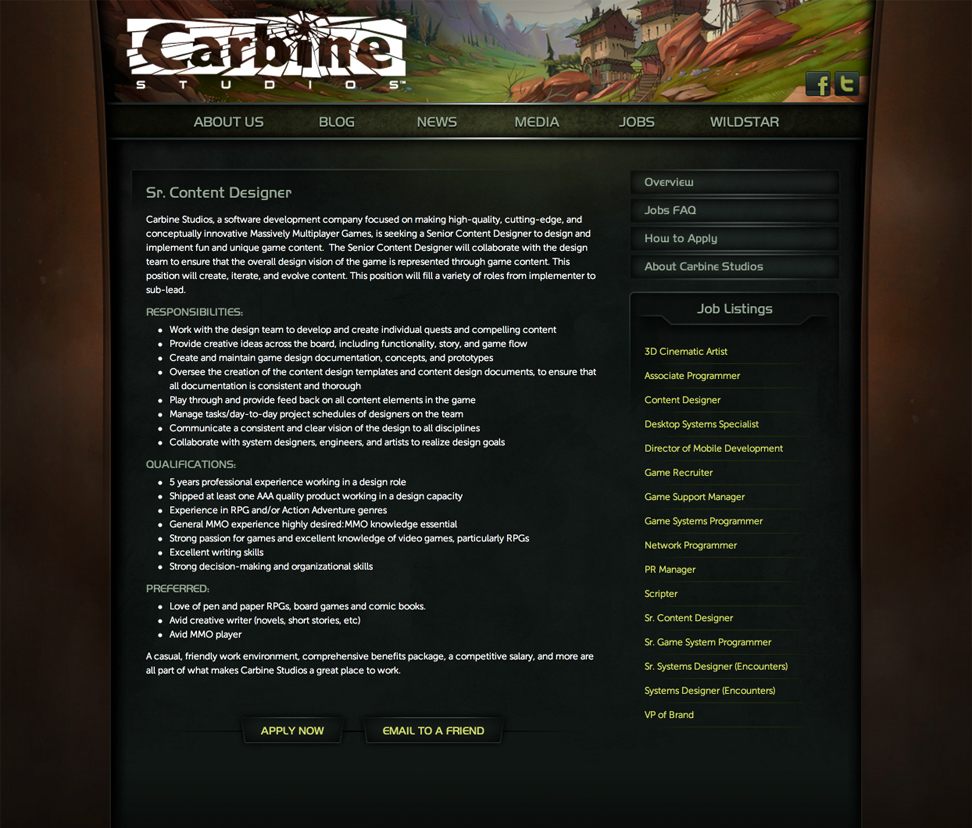 Carbine
STUDIOS™
f t
ABOUT US BLOG NEWS MEDIA JOBS WILDSTAR
Sr. Content Designer
Carbine Studios, a software development company focused on making high-quality, cutting-edge, and
conceptually innovative Massively Multiplayer Games, is seeking a Senior Content Designer to design and
implement fun and unique game content.  The Senior Content Designer will collaborate with the design
team to ensure that the overall design vision of the game is represented through game content. This
position will create, iterate, and evolve content. This position will fill a variety of roles from implementer to
sub-lead.
RESPONSIBILITIES:
• Work with the design team to develop and create individual quests and compelling content
• Provide creative ideas across the board, including functionality, story, and game flow
• Create and maintain game design documentation, concepts, and prototypes
• Oversee the creation of the content design templates and content design documents, to ensure that
all documentation is consistent and thorough
• Play through and provide feed back on all content elements in the game
• Manage tasks/day-to-day project schedules of designers on the team
• Communicate a consistent and clear vision of the design to all disciplines
• Collaborate with system designers, engineers, and artists to realize design goals
QUALIFICATIONS:
• 5 years professional experience working in a design role
• Shipped at least one AAA quality product working in a design capacity
• Experience in RPG and/or Action Adventure genres
• General MMO experience highly desired: MMO knowledge essential
• Strong passion for games and excellent knowledge of video games, particularly RPGs
• Excellent writing skills
• Strong decision-making and organizational skills
PREFERRED:
• Love of pen and paper RPGs, board games and comic books.
• Avid creative writer (novels, short stories, etc)
• Avid MMO player
A casual, friendly work environment, comprehensive benefits package, a competitive salary, and more are
all part of what makes Carbine Studios a great place to work.
APPLY NOW EMAIL TO A FRIEND
Overview
Jobs FAQ
How to Apply
About Carbine Studios
Job Listings
3D Cinematic Artist
Associate Programmer
Content Designer
Desktop Systems Specialist
Director of Mobile Development
Game Recruiter
Game Support Manager
Game Systems Programmer
Network Programmer
PR Manager
Scripter
Sr. Content Designer
Sr. Game System Programmer
Sr. Systems Designer (Encounters)
Systems Designer (Encounters)
VP of Brand